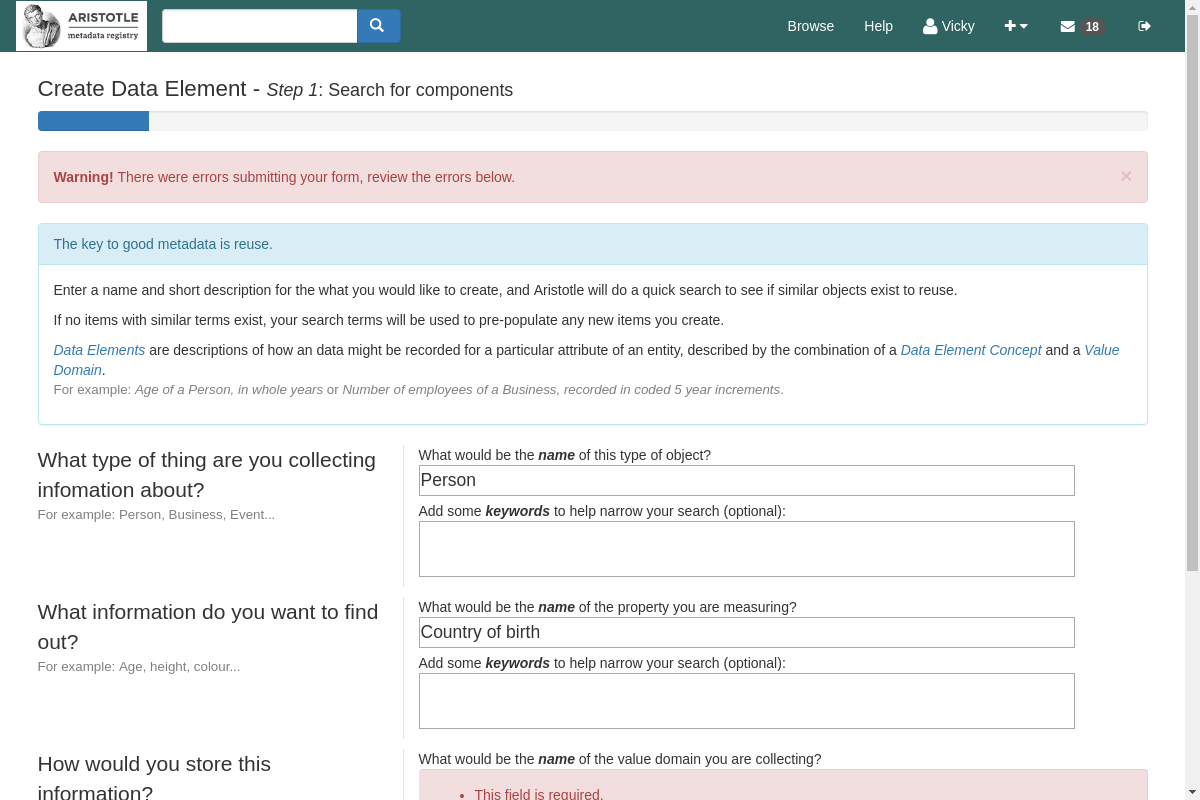 ARISTOTLE
metadata registry
Browse
Help
Vicky
18
Create Data Element - Step 1: Search for components
Warning! There were errors submitting your form, review the errors below.
×
The key to good metadata is reuse.
Enter a name and short description for the what you would like to create, and Aristotle will do a quick search to see if similar objects exist to reuse.
If no items with similar terms exist, your search terms will be used to pre-populate any new items you create.
Data Elements are descriptions of how an data might be recorded for a particular attribute of an entity, described by the combination of a Data Element Concept and a Value
Domain.
For example: Age of a Person, in whole years or Number of employees of a Business, recorded in coded 5 year increments.
What type of thing are you collecting
infomation about?
For example: Person, Business, Event...
What would be the name of this type of object?
Person
Add some keywords to help narrow your search (optional):
What information do you want to find
out?
For example: Age, height, colour...
What would be the name of the property you are measuring?
Country of birth
Add some keywords to help narrow your search (optional):
How would you store this
information?
What would be the name of the value domain you are collecting?
• This field is required.